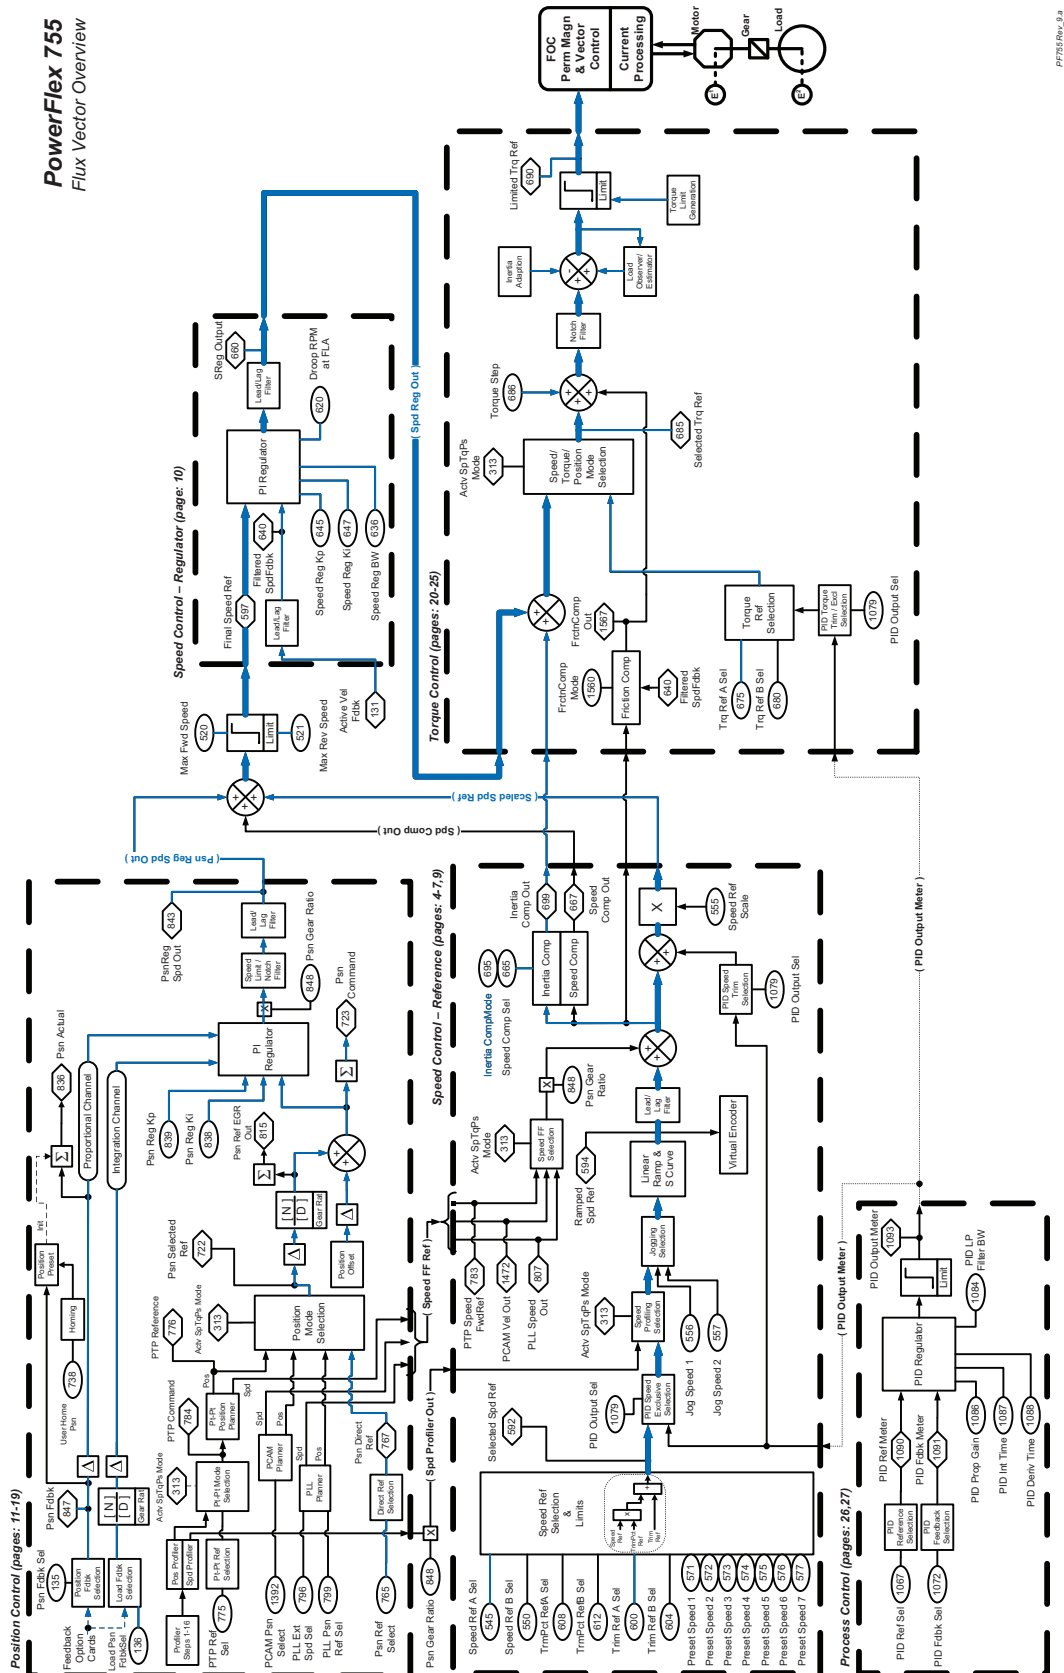 PowerFlex 755
Flux Vector Overview
Position Control (pages: 11-19)
Psn Fdbk Sel
135
Feedback
Option
Cards
Position
Fdbk
Selection
Load Psn
FdbkSel
136
Load Fdbk
Selection
Psn Fdbk
847
[ N ]
[ D ]
Gear Rat
Δ
Δ
User Home
Psn
738
Homing
Position
Preset
Init
Σ
Psn Actual
836
Proportional Channel
Integration Channel
Psn Reg Kp
839
Psn Reg Ki
838
PI
Regulator
X
848
Psn Gear Ratio
Speed
Limit /
Notch
Filter
Lead/
Lag
Filter
PsnReg
Spd Out
843
( Psn Reg Spd Out )
Psn
Command
723
Σ
Psn Ref EGR
Out
815
Σ
[ N ]
[ D ]
Gear Rat
Δ
Δ
Position
Offset
Psn Selected
Ref
722
Actv SpTqPs Mode
313
PTP Reference
776
Position
Mode
Selection
PTP Command
784
Pt-Pt
Position
Planner
Pos
Spd
Actv SpTqPs Mode
313
Pt-Pt Mode
Selection
Profiler
Steps 1-16
Pos Profiler
Spd Profiler
PTP Ref
Sel
775
Pt-Pt Ref
Selection
PCAM Psn
Select
1392
PCAM
Planner
Spd
Pos
PLL Ext
Spd Sel
796
PLL Psn
Ref Sel
799
PLL
Planner
Spd
Pos
Psn Ref
Select
765
Direct Ref
Selection
Psn Direct
Ref
767
Psn Gear Ratio
848
X
( Spd Profiler Out )
( Speed FF Ref )
Speed Control – Regulator (page: 10)
Max Fwd Speed
520
Limit
521
Max Rev Speed
Final Speed Ref
597
Active Vel
Fdbk
131
Lead/Lag
Filter
Filtered
SpdFdbk
640
PI Regulator
645
Speed Reg Kp
647
Speed Reg Ki
636
Speed Reg BW
620
Droop RPM
at FLA
Lead/Lag
Filter
SReg Output
660
( Spd Reg Out )
( Scaled Spd Ref )
( Spd Comp Out )
Speed Control – Reference (pages: 4-7,9)
Speed Ref A Sel
545
Speed Ref B Sel
550
TrmPct RefA Sel
608
TrmPct RefB Sel
612
Trim Ref A Sel
600
Trim Ref B Sel
604
Preset Speed 1
571
Preset Speed 2
572
Preset Speed 3
573
Preset Speed 4
574
Preset Speed 5
575
Preset Speed 6
576
Preset Speed 7
577
Speed Ref
Selection
&
Limits
Speed
Ref
TrimPct
Ref
Trim
Ref
X
+
Selected Spd Ref
592
PID Output Sel
1079
PID Speed
Exclusive
Selection
Actv SpTqPs Mode
313
Speed
Profiling
Selection
Jog Speed 1
556
Jog Speed 2
557
Jogging
Selection
Linear
Ramp &
S Curve
Ramped
Spd Ref
594
Virtual Encoder
Lead/
Lag
Filter
PTP Speed
FwdRef
783
PCAM Vel Out
1472
PLL Speed
Out
807
Actv SpTqPs
Mode
313
Speed FF
Selection
X
848
Psn Gear
Ratio
Inertia CompMode
695
Speed Comp Sel
665
Inertia Comp
Speed Comp
Inertia
Comp Out
699
667
Speed
Comp Out
PID Speed
Trim
Selection
1079
PID Output Sel
X
555
Speed Ref
Scale
Torque Control (pages: 20-25)
FrctnComp
Mode
1560
Friction Comp
640
Filtered
SpdFdbk
FrctnComp
Out
1567
Trq Ref A Sel
675
Trq Ref B Sel
680
Torque
Ref
Selection
PID Torque
Trim / Excl
Selection
1079
PID Output Sel
Actv SpTqPs
Mode
313
Speed/
Torque/
Position
Mode
Selection
685
Selected Trq Ref
Torque Step
686
Notch
Filter
Inertia
Adaption
Load
Observer/
Estimator
Limit
Torque
Limit
Generation
Limited Trq Ref
690
FOC
Perm Magn
& Vector
Control
Current
Processing
Motor
Gear
Load
Process Control (pages: 26,27)
PID Ref Sel
1067
PID
Reference
Selection
PID Ref Meter
1090
PID Fdbk Sel
1072
PID
Feedback
Selection
PID Fdbk Meter
1091
PID Regulator
1086
PID Prop Gain
1087
PID Int Time
1088
PID Deriv Time
1084
PID LP
Filter BW
Limit
PID Output Meter
1093
( PID Output Meter )
( PID Output Meter )
PF755Rev_9.a